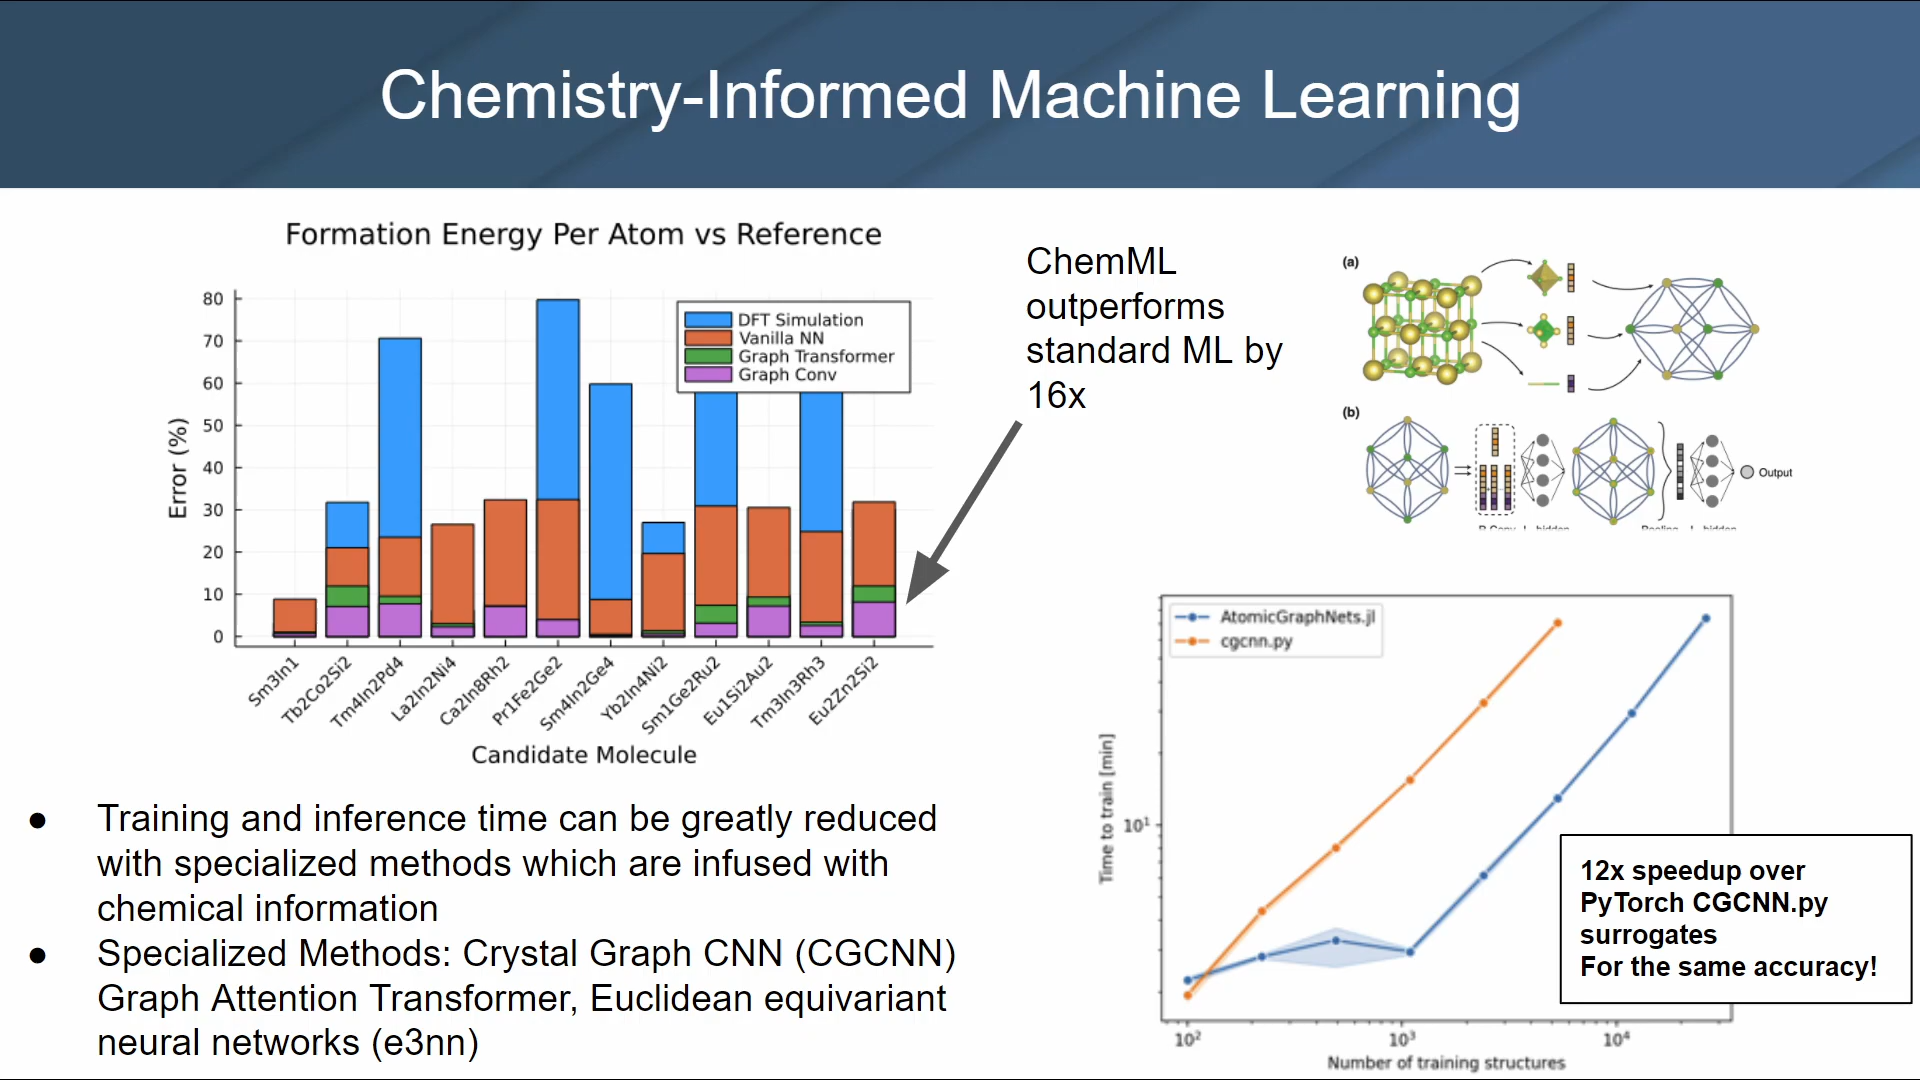 Chemistry-Informed Machine Learning
Formation Energy Per Atom vs Reference
Error (%)
80
70
60
50
40
30
20
10
0
DFT Simulation
Vanilla NN
Graph Transformer
Graph Conv
Sm3In1
Tb2Co2Si2
Tm4In2Pd4
La2In2Ni4
Ca2In8Rh2
Pr1Fe2Ge2
Sm4In2Ge4
Yb2In4Ni2
Sm1Ge2Ru2
Eu1Si2Au2
Tm3In3Rh3
Eu2Zn2Si2
Candidate Molecule
ChemML
outperforms
standard ML by
16x
(a)
(b)
Output
● Training and inference time can be greatly reduced
with specialized methods which are infused with
chemical information
● Specialized Methods: Crystal Graph CNN (CGCNN)
Graph Attention Transformer, Euclidean equivariant
neural networks (e3nn)
AtomicGraphNets.jl
cgcnn.py
Time to train [min]
10¹
10²
10³
10⁴
Number of training structures
12x speedup over
PyTorch CGCNN.py
surrogates
For the same accuracy!